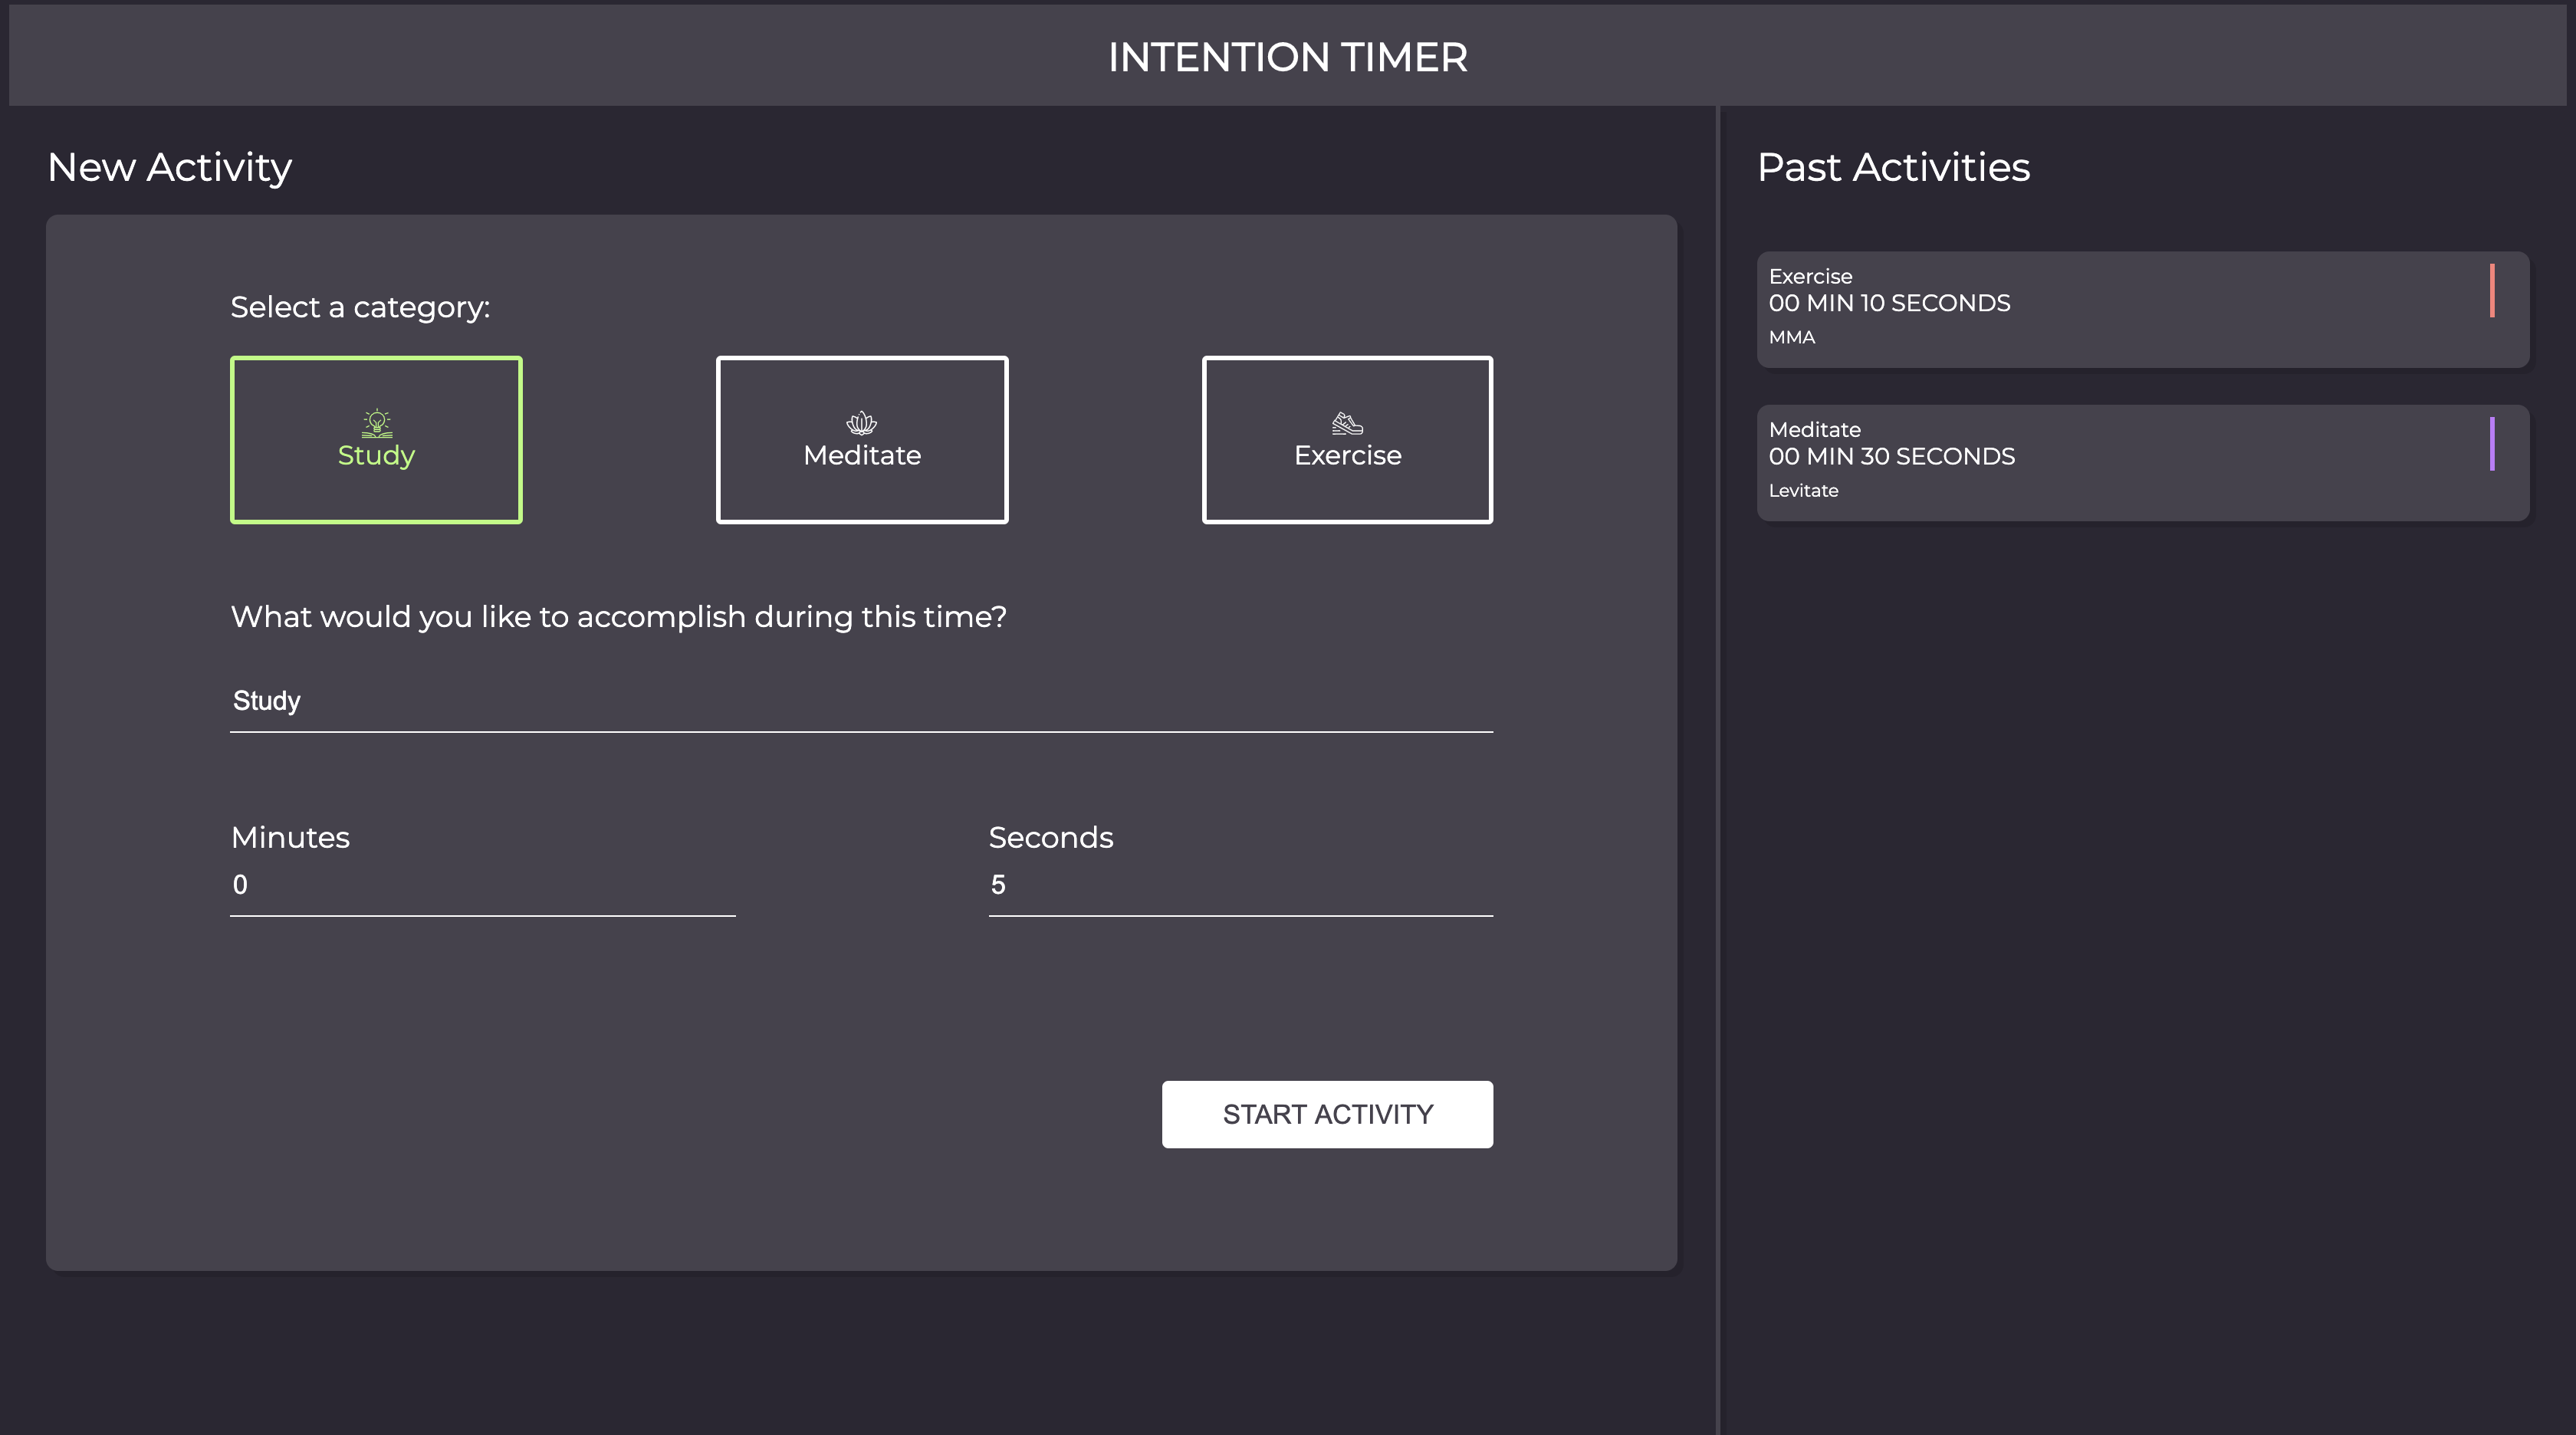 INTENTION TIMER
New Activity
Select a category:
Study
Meditate
Exercise
What would you like to accomplish during this time?
Study
Minutes
Seconds
0
5
START ACTIVITY
Past Activities
Exercise
00 MIN 10 SECONDS
MMA
Meditate
00 MIN 30 SECONDS
Levitate